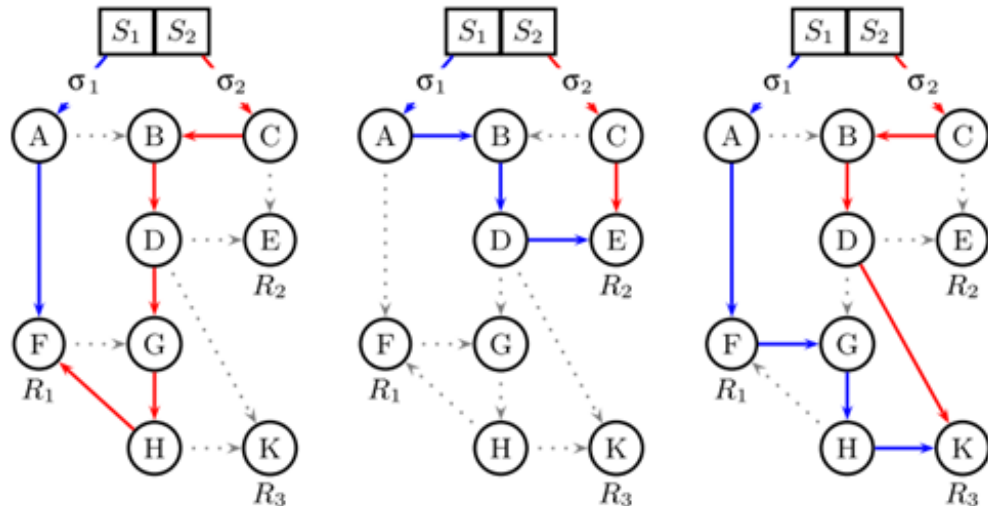 S₁ S₂ S₁ S₂ S₁ S₂
σ₁ σ₂ σ₁ σ₂ σ₁ σ₂
A B C A B C A B C
D E D E D E
R₂ R₂ R₂
F G F G F G
R₁ R₁ R₁
H K H K H K
R₃ R₃ R₃